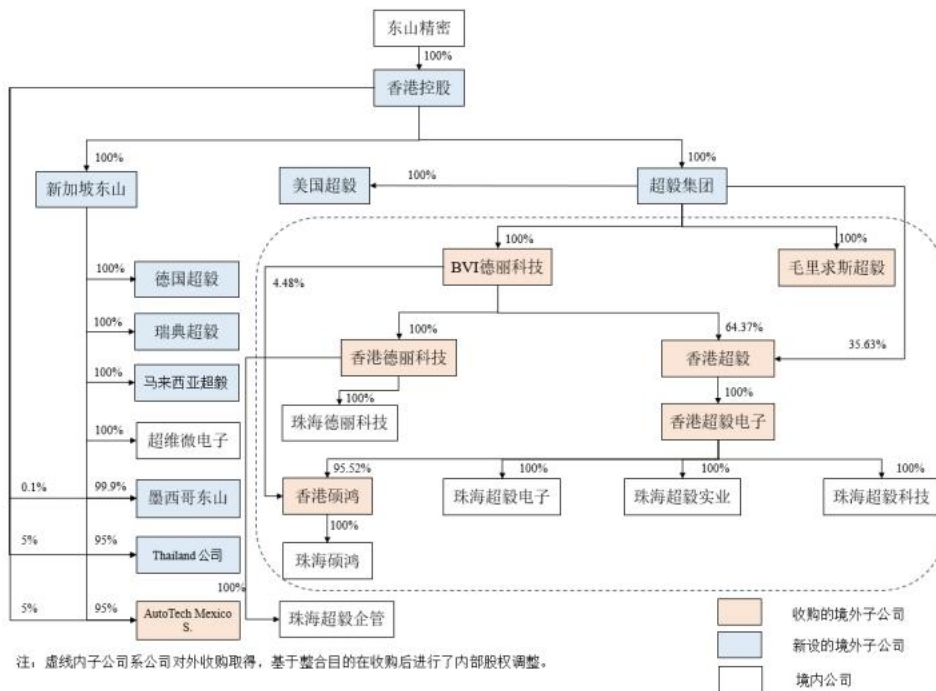 东山精密
100%
香港控股
100%
100%
新加坡东山
美国超毅
100%
超毅集团
100%
100%
BVI德丽科技
毛里求斯超毅
100%
德国超毅
4.48%
100%
瑞典超毅
100%
64.37%
35.63%
香港德丽科技
香港超毅
100%
马来西亚超毅
100%
珠海德丽科技
100%
香港超毅电子
100%
超维微电子
95.52%
100%
100%
100%
0.1%
99.9%
墨西哥东山
香港硕鸿
珠海超毅电子
珠海超毅实业
珠海超毅科技
100%
5%
95%
Thailand 公司
珠海硕鸿
100%
5%
95%
AutoTech Mexico
S.
珠海超毅企管
收购的境外子公司
新设的境外子公司
境内公司
注：虚线内子公司系公司对外收购取得，基于整合目的在收购后进行了内部股权调整。